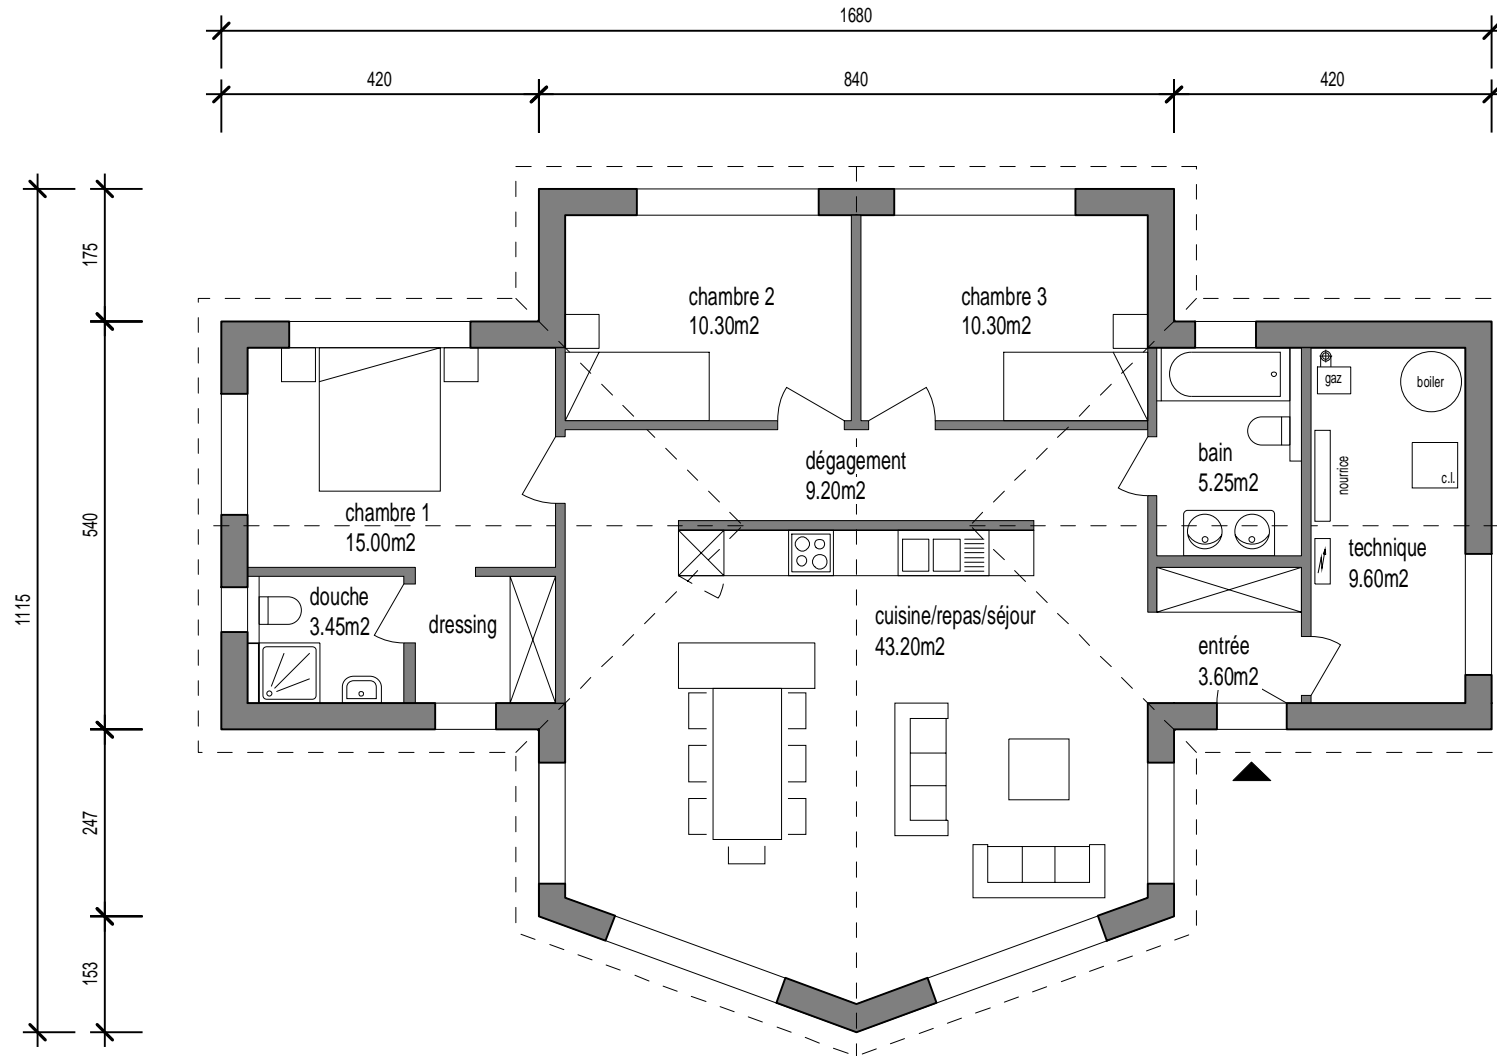 1680
420
840
420
175
540
1115
247
153
chambre 2
10.30m2
chambre 3
10.30m2
gaz
boiler
dégagement
9.20m2
bain
5.25m2
nourrice
c.l.
chambre 1
15.00m2
technique
9.60m2
douche
3.45m2
dressing
cuisine/repas/séjour
43.20m2
entrée
3.60m2